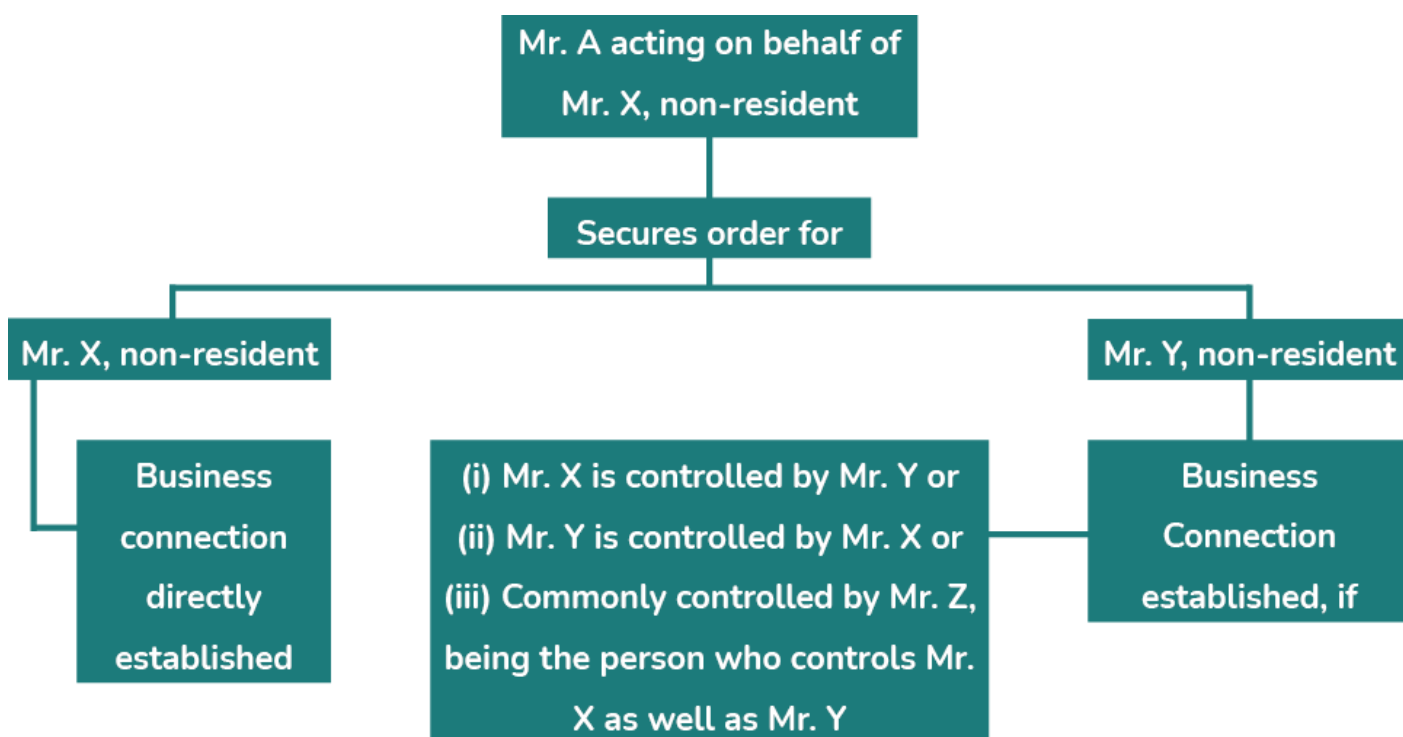 Mr. A acting on behalf of
Mr. X, non-resident
Secures order for
Mr. X, non-resident
Mr. Y, non-resident
Business
connection
directly
established
(i) Mr. X is controlled by Mr. Y or
(ii) Mr. Y is controlled by Mr. X or
(iii) Commonly controlled by Mr. Z,
being the person who controls Mr.
X as well as Mr. Y
Business
Connection
established, if